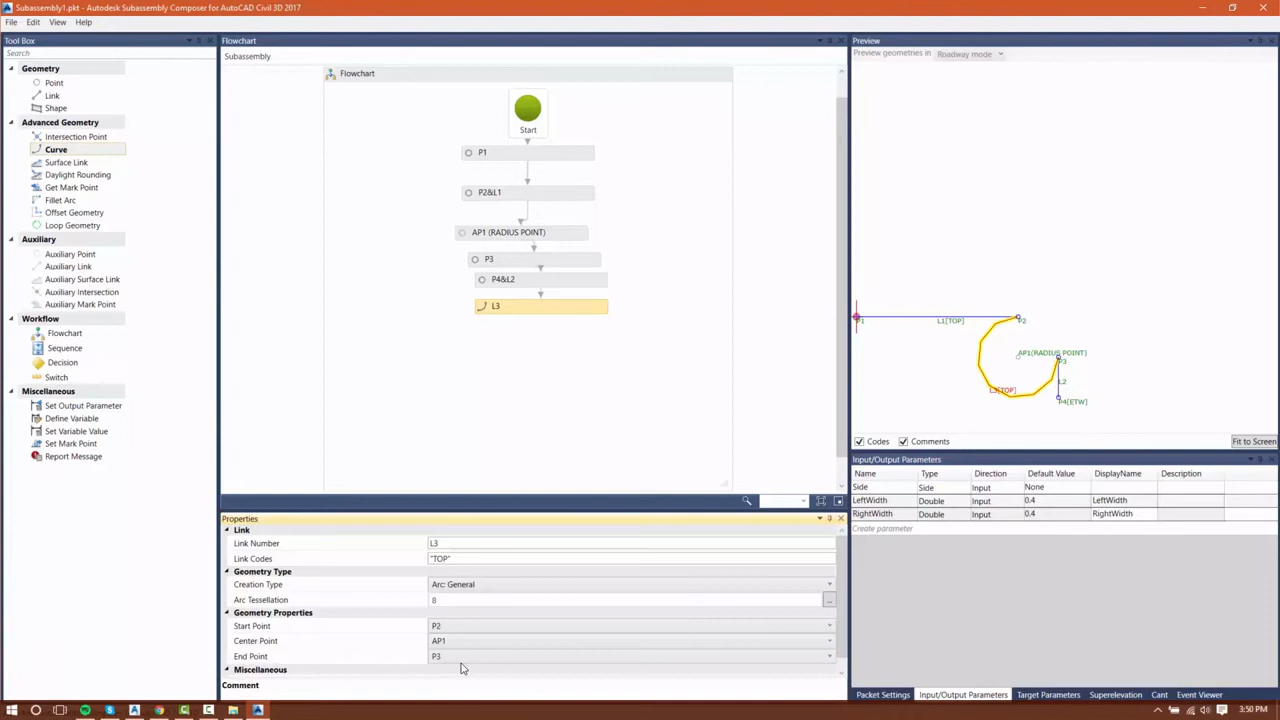 Subassembly1.pkt - Autodesk Subassembly Composer for AutoCAD Civil 3D 2017
File Edit View Help
Tool Box
Search
Geometry
Point
Link
Shape
Advanced Geometry
Intersection Point
Curve
Surface Link
Daylight Rounding
Get Mark Point
Fillet Arc
Offset Geometry
Loop Geometry
Auxiliary
Auxiliary Point
Auxiliary Link
Auxiliary Surface Link
Auxiliary Intersection
Auxiliary Mark Point
Workflow
Flowchart
Sequence
Decision
Switch
Miscellaneous
Set Output Parameter
Define Variable
Set Variable Value
Set Mark Point
Report Message
Flowchart
Subassembly
Flowchart
Start
P1
P2&L1
AP1 (RADIUS POINT)
P3
P4&L2
L3
Properties
Link
Link Number L3
Link Codes "TOP"
Geometry Type
Creation Type Arc: General
Arc Tessellation 8 ...
Geometry Properties
Start Point P2
Center Point AP1
End Point P3
Miscellaneous
Comment
Preview
Preview geometries in Roadway mode
P1 L1[TOP] P2
AP1(RADIUS POINT)
P3
L2
L3[TOP]
P4[ETW]
Codes Comments Fit to Screen
Input/Output Parameters
Name Type Direction Default Value DisplayName Description
Side Side Input None
LeftWidth Double Input 0.4 LeftWidth
RightWidth Double Input 0.4 RightWidth
Create parameter
Packet Settings Input/Output Parameters Target Parameters Superelevation Cant Event Viewer
3:50 PM